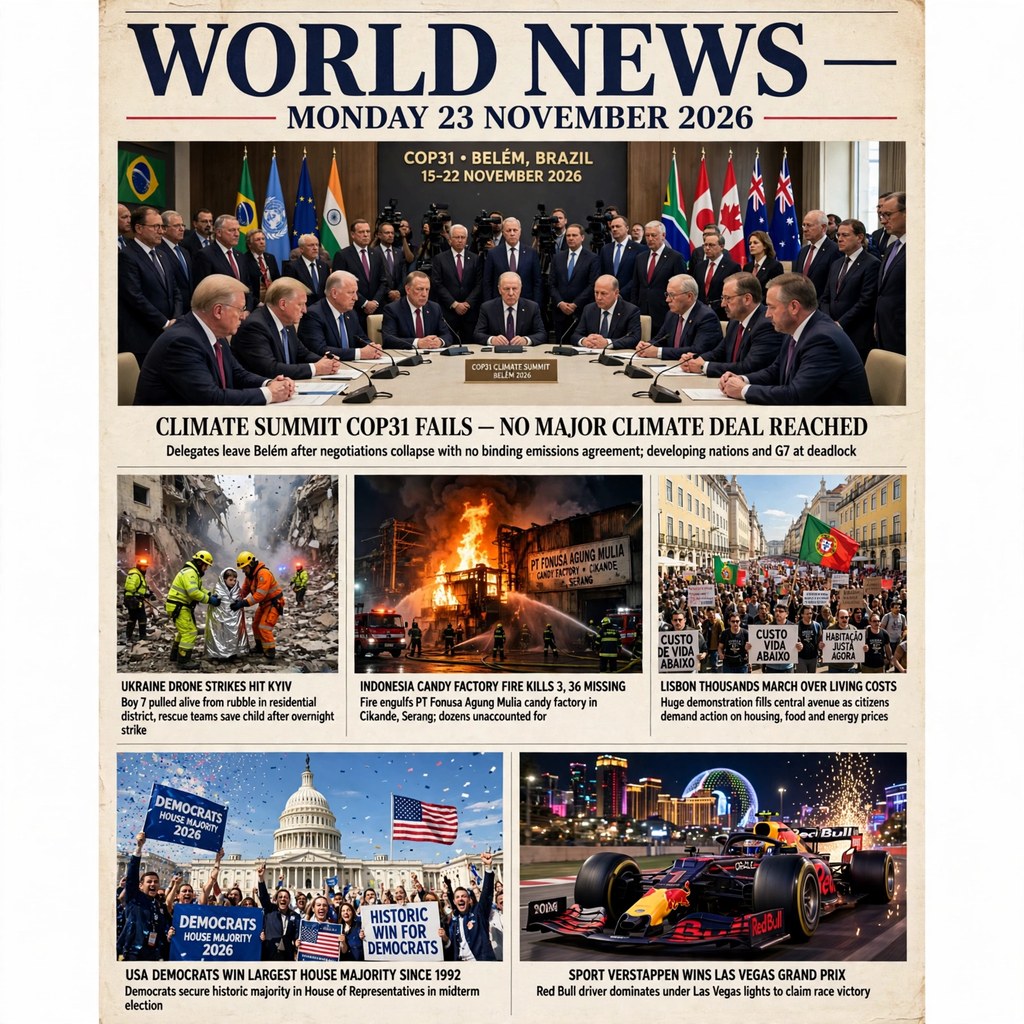 WORLD NEWS
MONDAY 23 NOVEMBER 2026
COP31 • BELÉM, BRAZIL
15–22 NOVEMBER 2026
COP31 CLIMATE SUMMIT
BELÉM 2026
CLIMATE SUMMIT COP31 FAILS — NO MAJOR CLIMATE DEAL REACHED
Delegates leave Belém after negotiations collapse with no binding emissions agreement; developing nations and G7 at deadlock
PT FONUSA AGUNG MULIA
CANDY FACTORY • CIKANDE,
SERANG
CUSTO
DE VIDA
ABAIXO
CUSTO
VIDA
ABAIXO
HABITAÇÃO
JUSTA
AGORA
UKRAINE DRONE STRIKES HIT KYIV
Boy 7 pulled alive from rubble in residential
district, rescue teams save child after overnight
strike
INDONESIA CANDY FACTORY FIRE KILLS 3, 36 MISSING
Fire engulfs PT Fonusa Agung Mulia candy factory in
Cikande, Serang; dozens unaccounted for
LISBON THOUSANDS MARCH OVER LIVING COSTS
Huge demonstration fills central avenue as citizens
demand action on housing, food and energy prices
DEMOCRATS
HOUSE MAJORITY
2026
DEMOCRATS
HOUSE MAJORITY
2026
HISTORIC
WIN FOR
DEMOCRATS
Red Bull
ORACLE
1
Red Bull
Red Bull
USA DEMOCRATS WIN LARGEST HOUSE MAJORITY SINCE 1992
Democrats secure historic majority in House of Representatives in midterm
election
SPORT VERSTAPPEN WINS LAS VEGAS GRAND PRIX
Red Bull driver dominates under Las Vegas lights to claim race victory